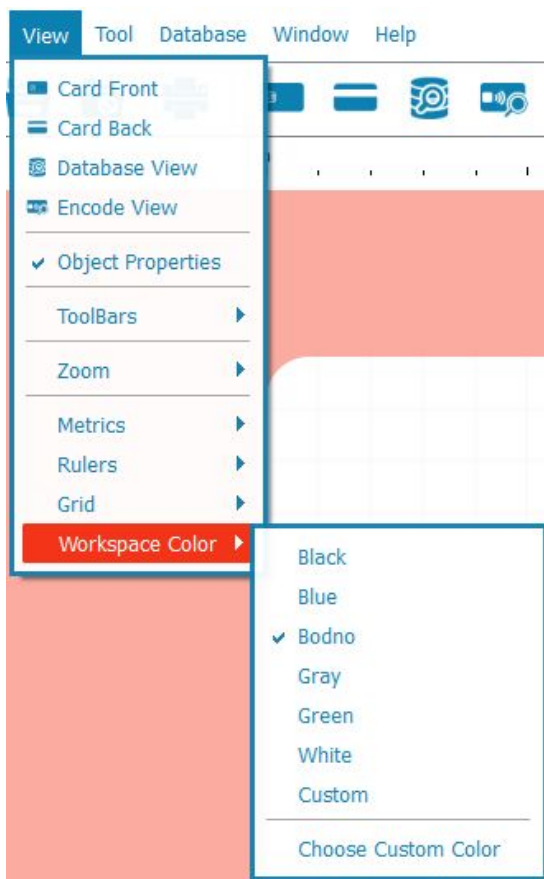 View Tool Database Window Help
Card Front
Card Back
Database View
Encode View
Object Properties
ToolBars
Zoom
Metrics
Rulers
Grid
Workspace Color
Black
Blue
Bodno
Gray
Green
White
Custom
Choose Custom Color